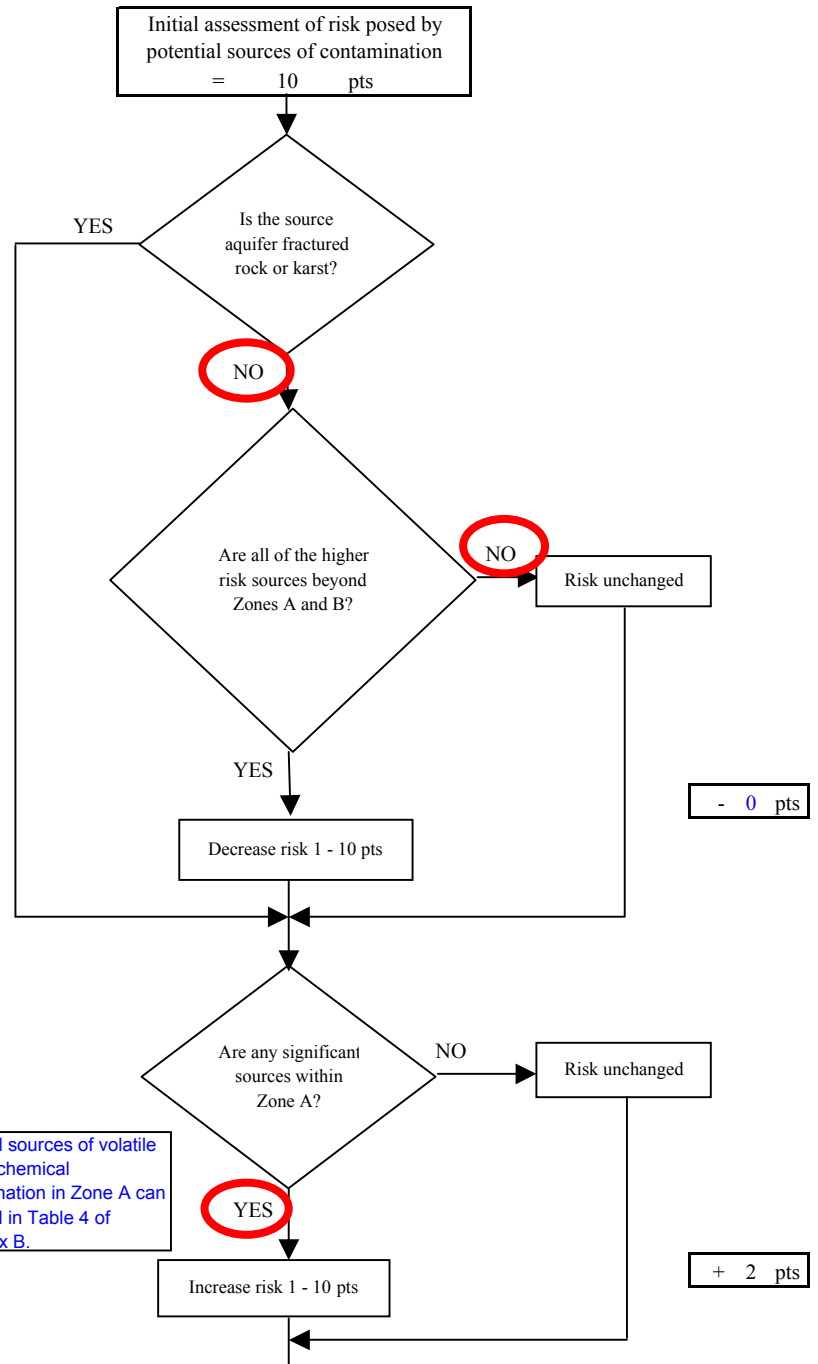 Initial assessment of risk posed by
potential sources of contamination
= 10 pts
YES
Is the source
aquifer fractured
rock or karst?
NO
Are all of the higher
risk sources beyond
Zones A and B?
NO
Risk unchanged
YES
- 0 pts
Decrease risk 1 - 10 pts
Are any significant
sources within
Zone A?
NO
Risk unchanged
sources of volatile
chemical
in Zone A can
in Table 4 of
B.
YES
+ 2 pts
Increase risk 1 - 10 pts